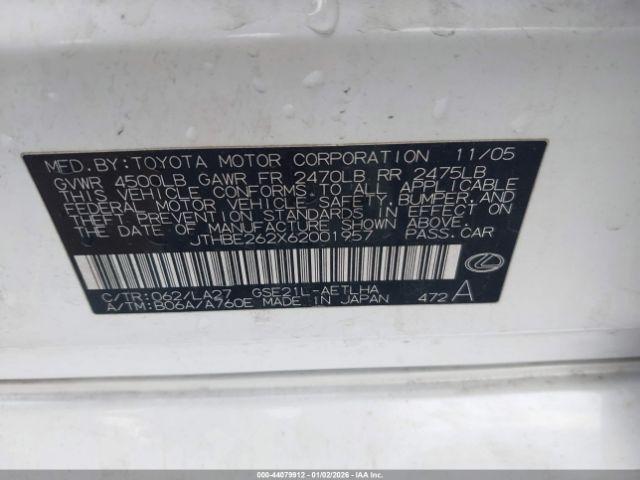 MFD.BY:TOYOTA MOTOR CORPORATION 11/05
GVWR 4500LB GAWR FR 2470LB RR 2475LB
THIS VEHICLE CONFORMS TO ALL APPLICABLE
FEDERAL MOTOR VEHICLE SAFETY,BUMPER,AND
THEFT PREVENTION STANDARDS IN EFFECT ON
THE DATE OF MANUFACTURE SHOWN ABOVE.
JTHBE262X62001957 PASS.CAR
C/TR:062/LA27 GSE21L-AETLHA
A/TM:B06A/A760E MADE IN JAPAN 472 A
000-44079912 - 01/02/2026 - IAAI